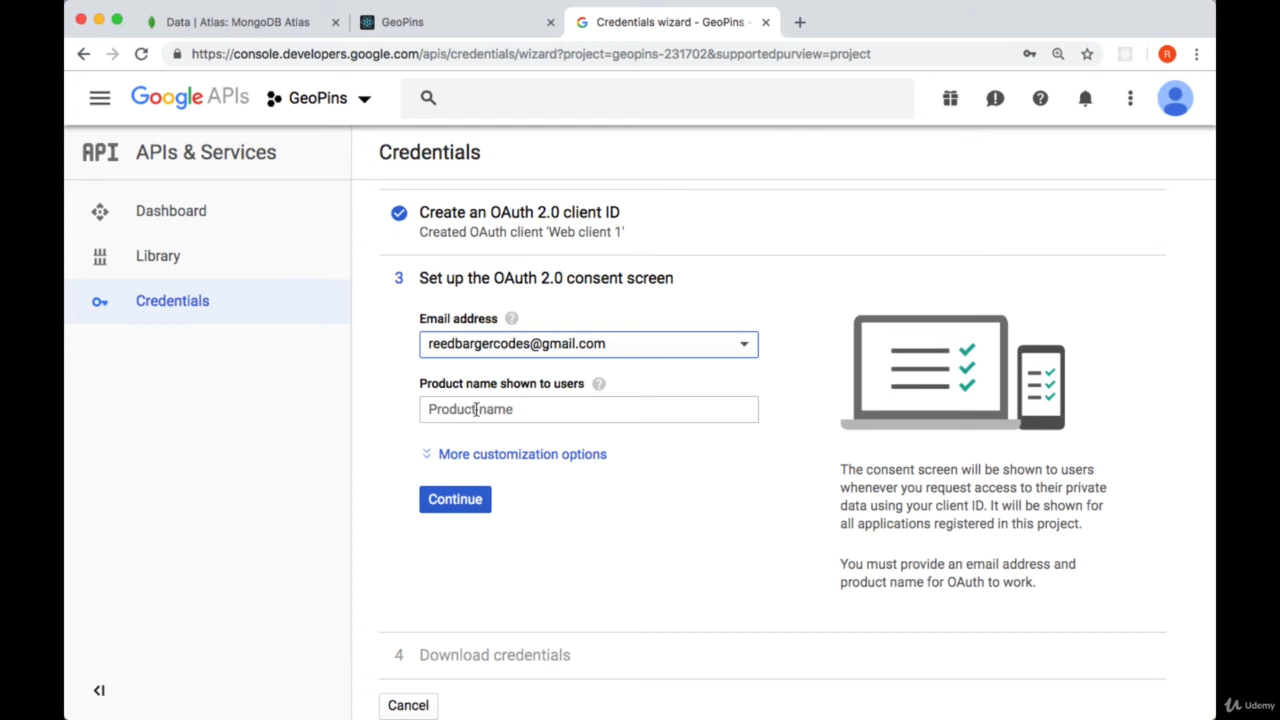 Data | Atlas: MongoDB Atlas
GeoPins
Credentials wizard - GeoPins -
https://console.developers.google.com/apis/credentials/wizard?project=geopins-231702&supportedpurview=project
R
Google APIs
GeoPins
API APIs & Services
Credentials
Dashboard
Library
Credentials
Create an OAuth 2.0 client ID
Created OAuth client 'Web client 1'
3 Set up the OAuth 2.0 consent screen
Email address
reedbargercodes@gmail.com
Product name shown to users
Product name
More customization options
Continue
The consent screen will be shown to users
whenever you request access to their private
data using your client ID. It will be shown for
all applications registered in this project.
You must provide an email address and
product name for OAuth to work.
4 Download credentials
Cancel
Udemy